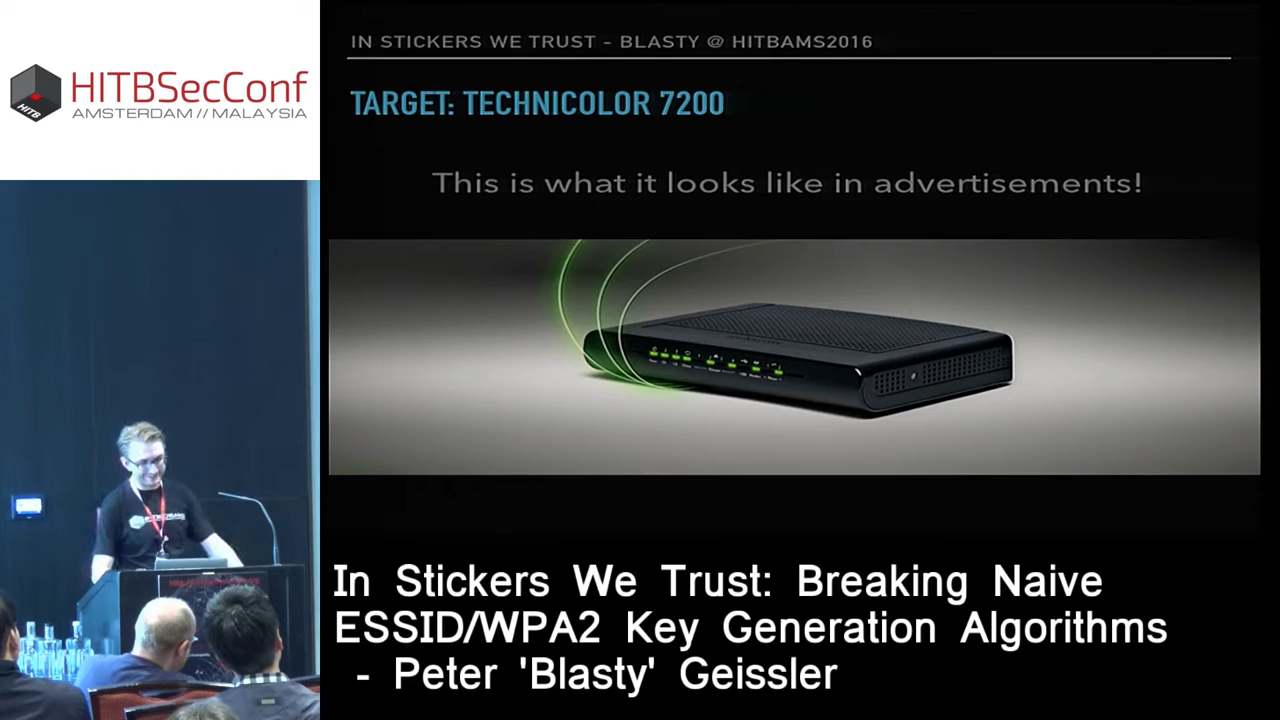 HITBSecConf
AMSTERDAM // MALAYSIA
HITB
IN STICKERS WE TRUST - BLASTY @ HITBAMS2016
TARGET: TECHNICOLOR 7200
This is what it looks like in advertisements!
In Stickers We Trust: Breaking Naive
ESSID/WPA2 Key Generation Algorithms
- Peter 'Blasty' Geissler